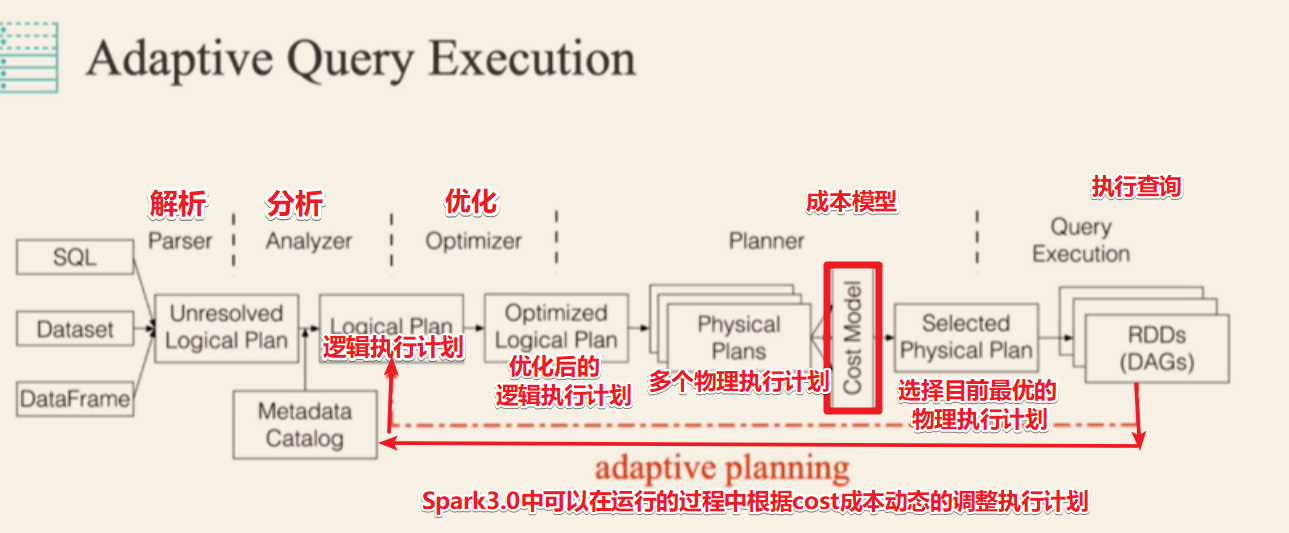 Adaptive Query Execution
解析
分析
优化
成本模型
执行查询
Parser
Analyzer
Optimizer
Planner
Query
Execution
SQL
Dataset
DataFrame
Unresolved
Logical Plan
Logical Plan
逻辑执行计划
Metadata
Catalog
Optimized
Logical Plan
优化后的
逻辑执行计划
Physical
Plans
多个物理执行计划
Cost Model
Selected
Physical Plan
选择目前最优的
物理执行计划
RDDs
(DAGs)
adaptive planning
Spark3.0中可以在运行的过程中根据cost成本动态的调整执行计划